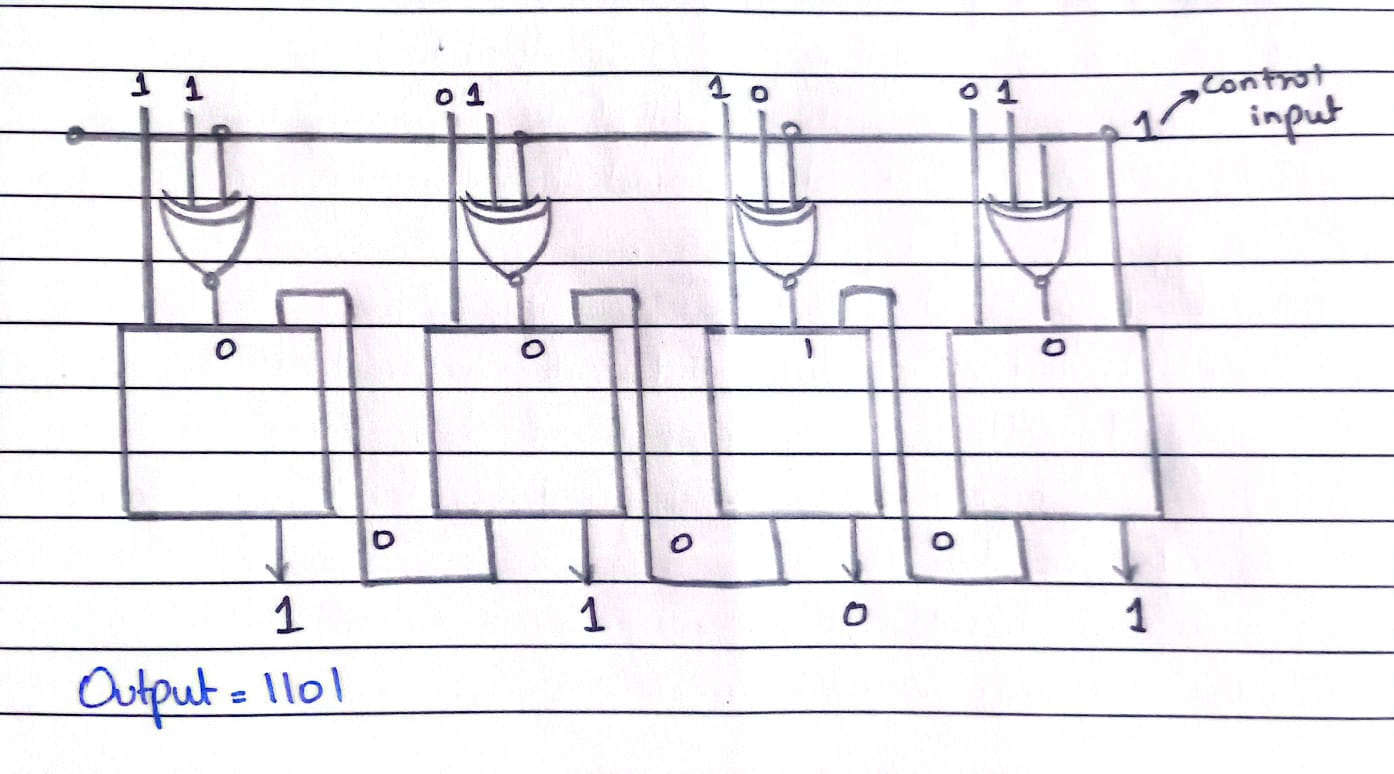 1 1 0 1 1 0 0 1 1 control
input
0 0 1 0
0 0 0
1 1 0 1
Output = 1101